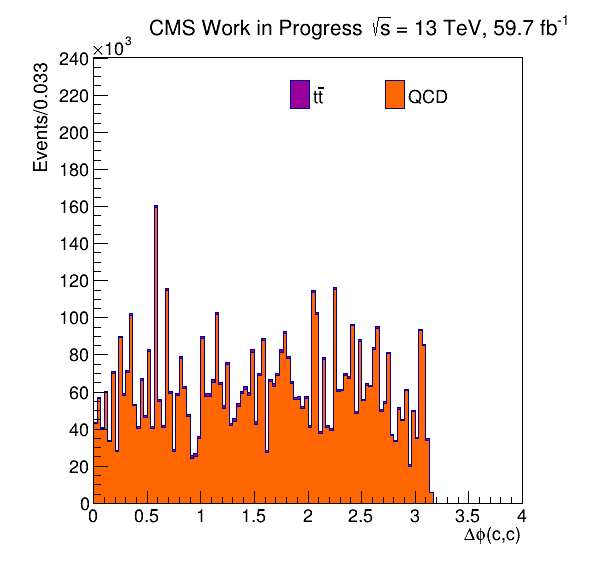 CMS Work in Progress √s = 13 TeV, 59.7 fb⁻¹
×10³
Events/0.033
240
220
200
180
160
140
120
100
80
60
40
20
0
tt̄
QCD
0 0.5 1 1.5 2 2.5 3 3.5 4
Δϕ(c,c)